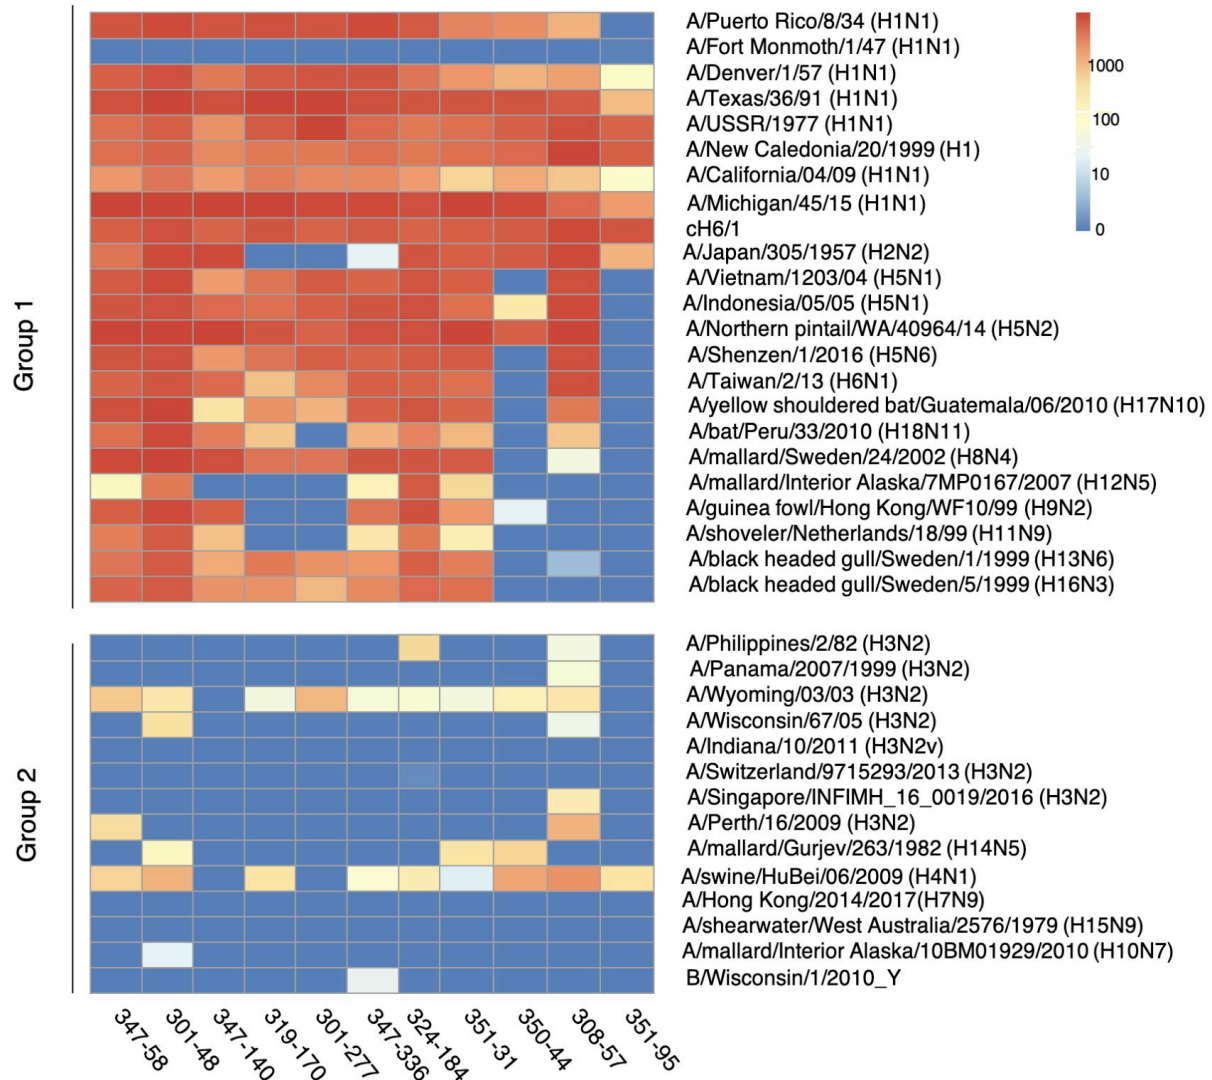 A/Puerto Rico/8/34 (H1N1)
A/Fort Monmoth/1/47 (H1N1)
A/Denver/1/57 (H1N1)
A/Texas/36/91 (H1N1)
A/USSR/1977 (H1N1)
A/New Caledonia/20/1999 (H1)
A/California/04/09 (H1N1)
A/Michigan/45/15 (H1N1)
cH6/1
A/Japan/305/1957 (H2N2)
A/Vietnam/1203/04 (H5N1)
A/Indonesia/05/05 (H5N1)
A/Northern pintail/WA/40964/14 (H5N2)
A/Shenzen/1/2016 (H5N6)
A/Taiwan/2/13 (H6N1)
A/yellow shouldered bat/Guatemala/06/2010 (H17N10)
A/bat/Peru/33/2010 (H18N11)
A/mallard/Sweden/24/2002 (H8N4)
A/mallard/Interior Alaska/7MP0167/2007 (H12N5)
A/guinea fowl/Hong Kong/WF10/99 (H9N2)
A/shoveler/Netherlands/18/99 (H11N9)
A/black headed gull/Sweden/1/1999 (H13N6)
A/black headed gull/Sweden/5/1999 (H16N3)
1000
100
10
0
Group 1
A/Philippines/2/82 (H3N2)
A/Panama/2007/1999 (H3N2)
A/Wyoming/03/03 (H3N2)
A/Wisconsin/67/05 (H3N2)
A/Indiana/10/2011 (H3N2v)
A/Switzerland/9715293/2013 (H3N2)
A/Singapore/INFIMH_16_0019/2016 (H3N2)
A/Perth/16/2009 (H3N2)
A/mallard/Gurjev/263/1982 (H14N5)
A/swine/HuBei/06/2009 (H4N1)
A/Hong Kong/2014/2017(H7N9)
A/shearwater/West Australia/2576/1979 (H15N9)
A/mallard/Interior Alaska/10BM01929/2010 (H10N7)
B/Wisconsin/1/2010_Y
Group 2
347-58
301-48
347-140
319-170
301-277
347-336
324-184
351-31
350-44
308-57
351-95